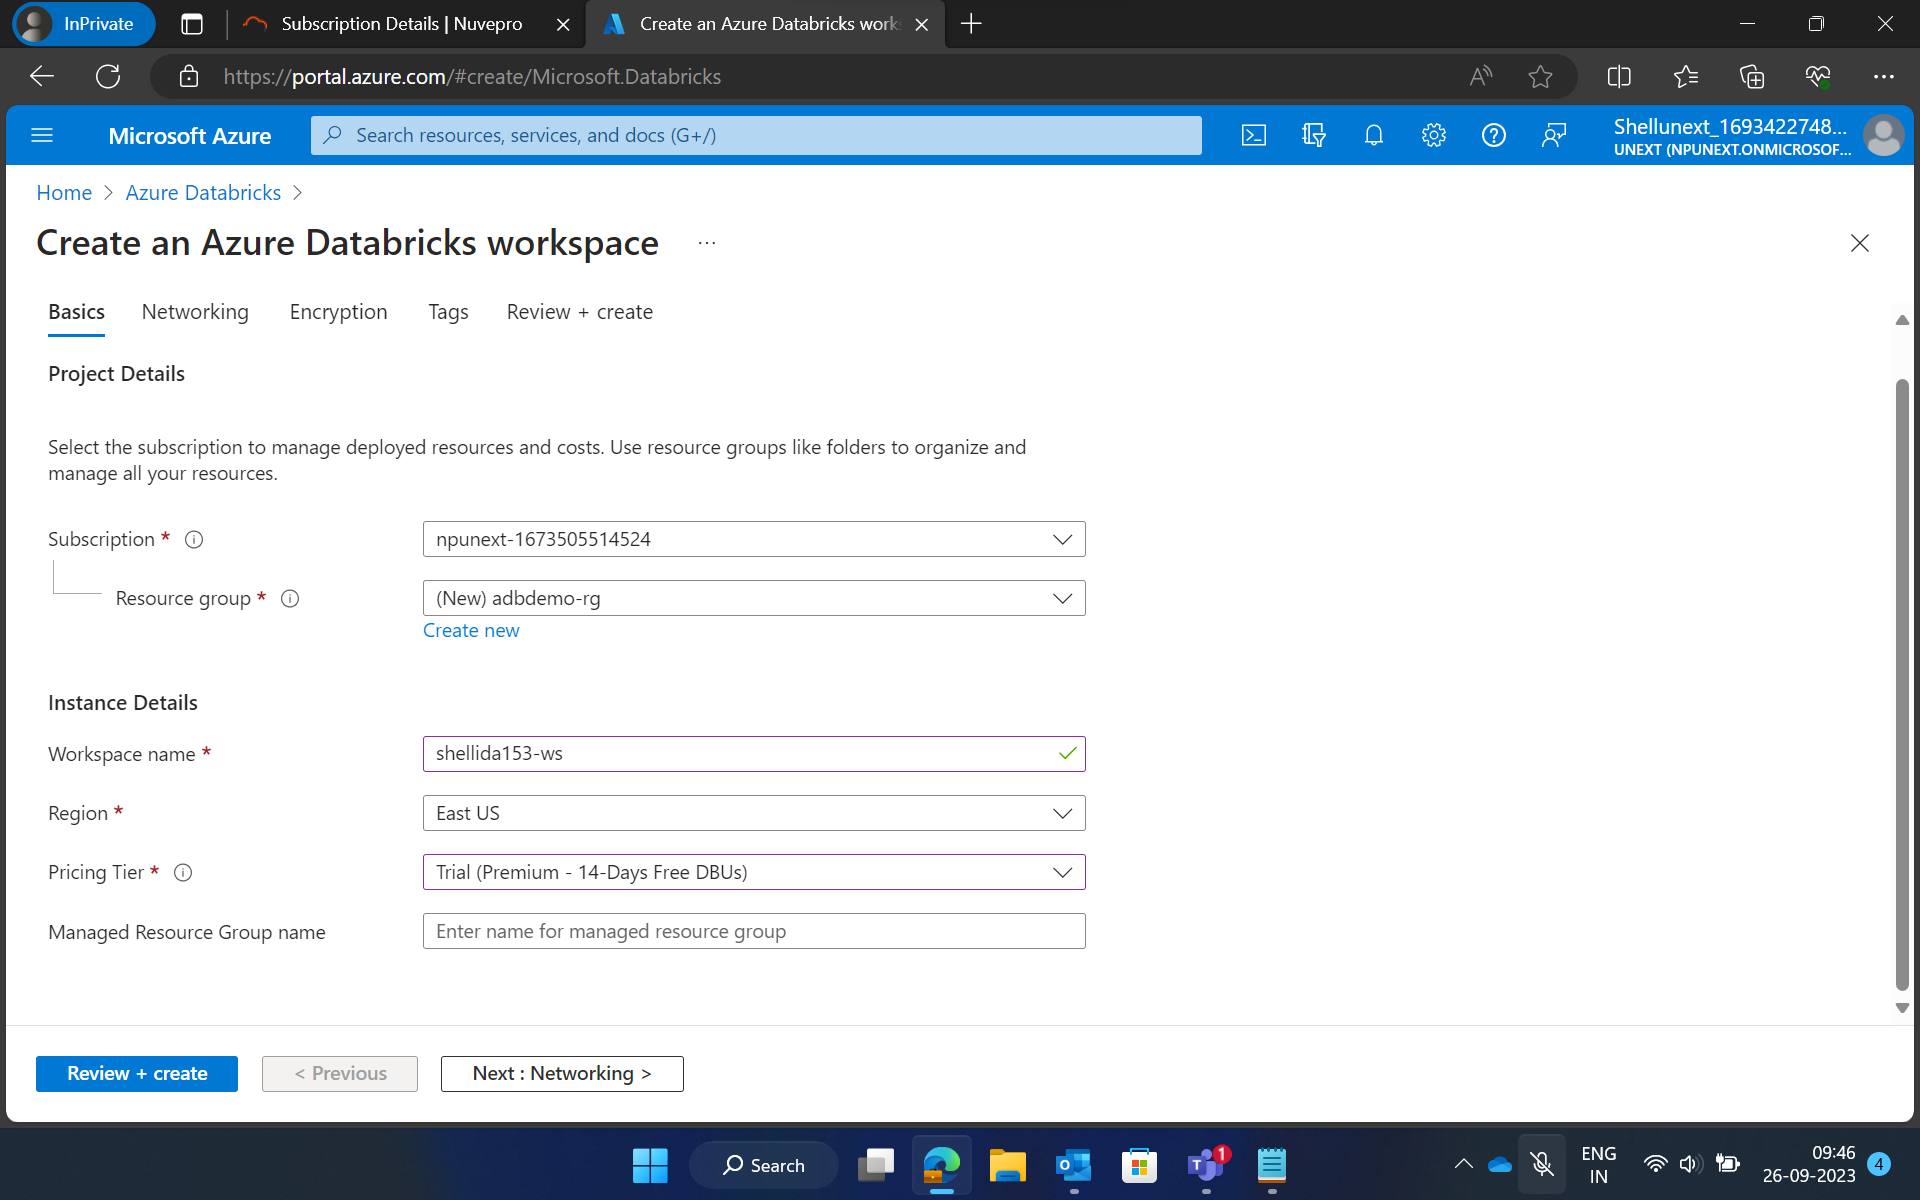 InPrivate
Subscription Details | Nuvepro
Create an Azure Databricks work
https://portal.azure.com/#create/Microsoft.Databricks
Microsoft Azure
Search resources, services, and docs (G+/)
Shellunext_1693422748...
UNEXT (NPUNEXT.ONMICROSOF...
Home > Azure Databricks >
Create an Azure Databricks workspace ...
Basics
Networking
Encryption
Tags
Review + create
Project Details
Select the subscription to manage deployed resources and costs. Use resource groups like folders to organize and
manage all your resources.
Subscription *
npunext-1673505514524
Resource group *
(New) adbdemo-rg
Create new
Instance Details
Workspace name *
shellida153-ws
Region *
East US
Pricing Tier *
Trial (Premium - 14-Days Free DBUs)
Managed Resource Group name
Enter name for managed resource group
Review + create
< Previous
Next : Networking >
Search
1
ENG
IN
09:46
26-09-2023
4